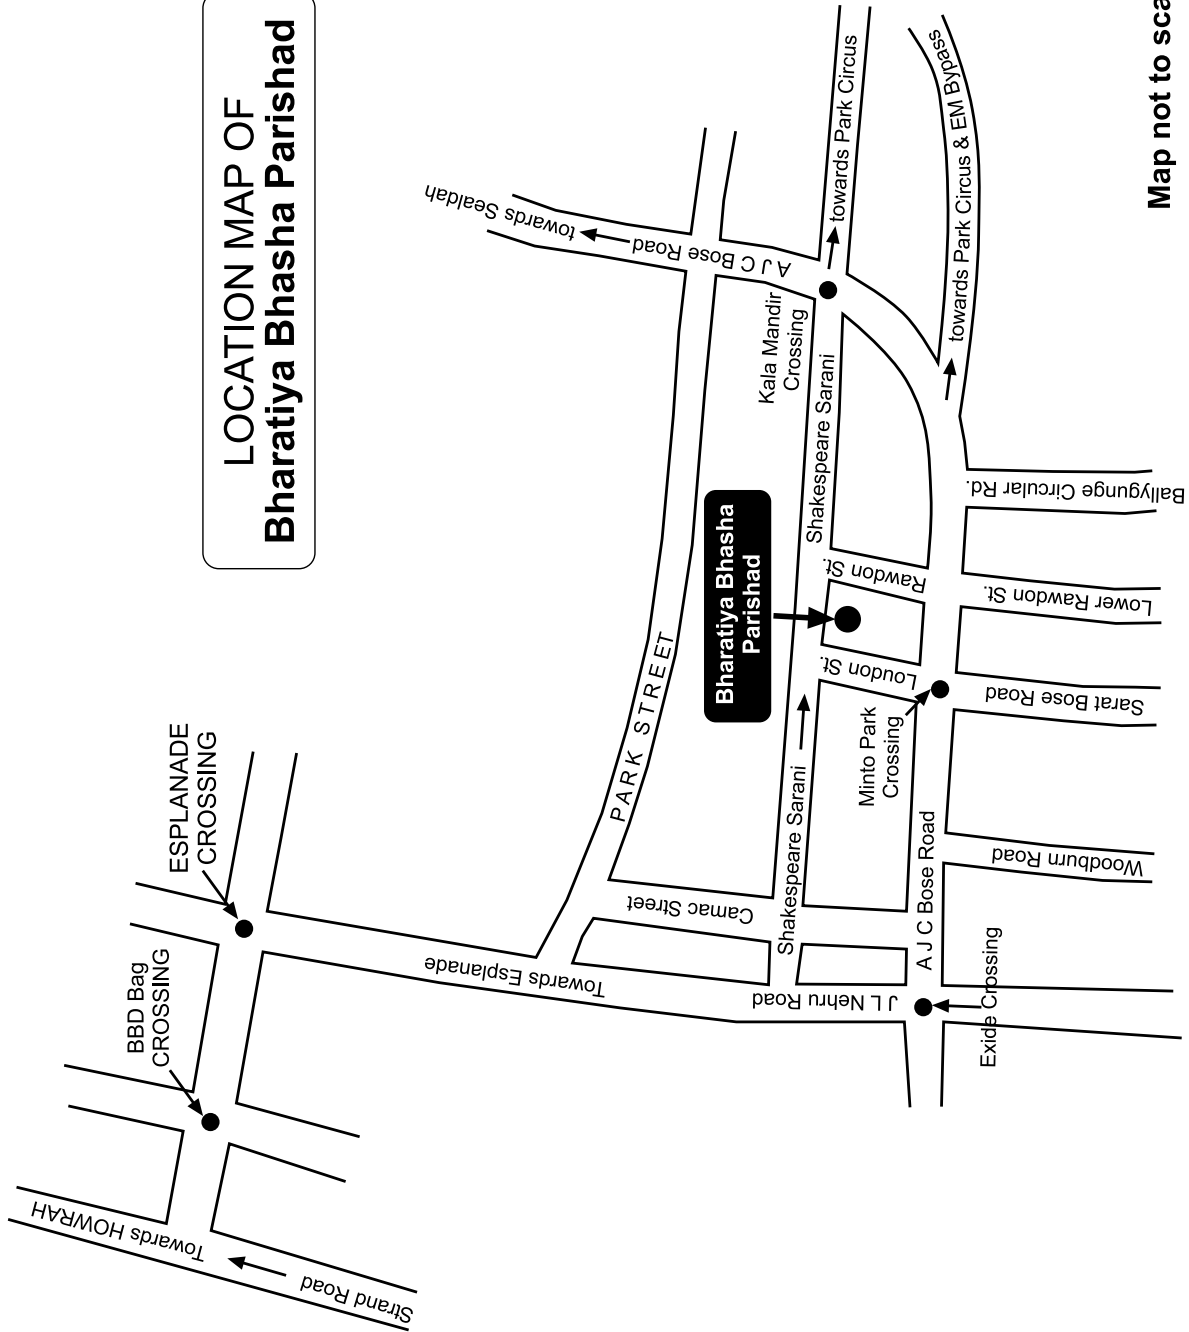 LOCATION MAP OF
Bharatiya Bhasha Parishad
ESPLANADE
CROSSING
BBD Bag
CROSSING
Towards HOWRAH
Strand Road
Towards Esplanade
PARK STREET
Camac Street
J L Nehru Road
Shakespeare Sarani
Shakespeare Sarani
Bharatiya Bhasha
Parishad
Kala Mandir
Crossing
towards Sealdah
A J C Bose Road
towards Park Circus
towards Park Circus & EM Bypass
Rawdon St.
Loudon St.
Minto Park
Crossing
A J C Bose Road
Exide Crossing
Woodburn Road
Sarat Bose Road
Lower Rawdon St.
Ballygunge Circular Rd.
Map not to sca